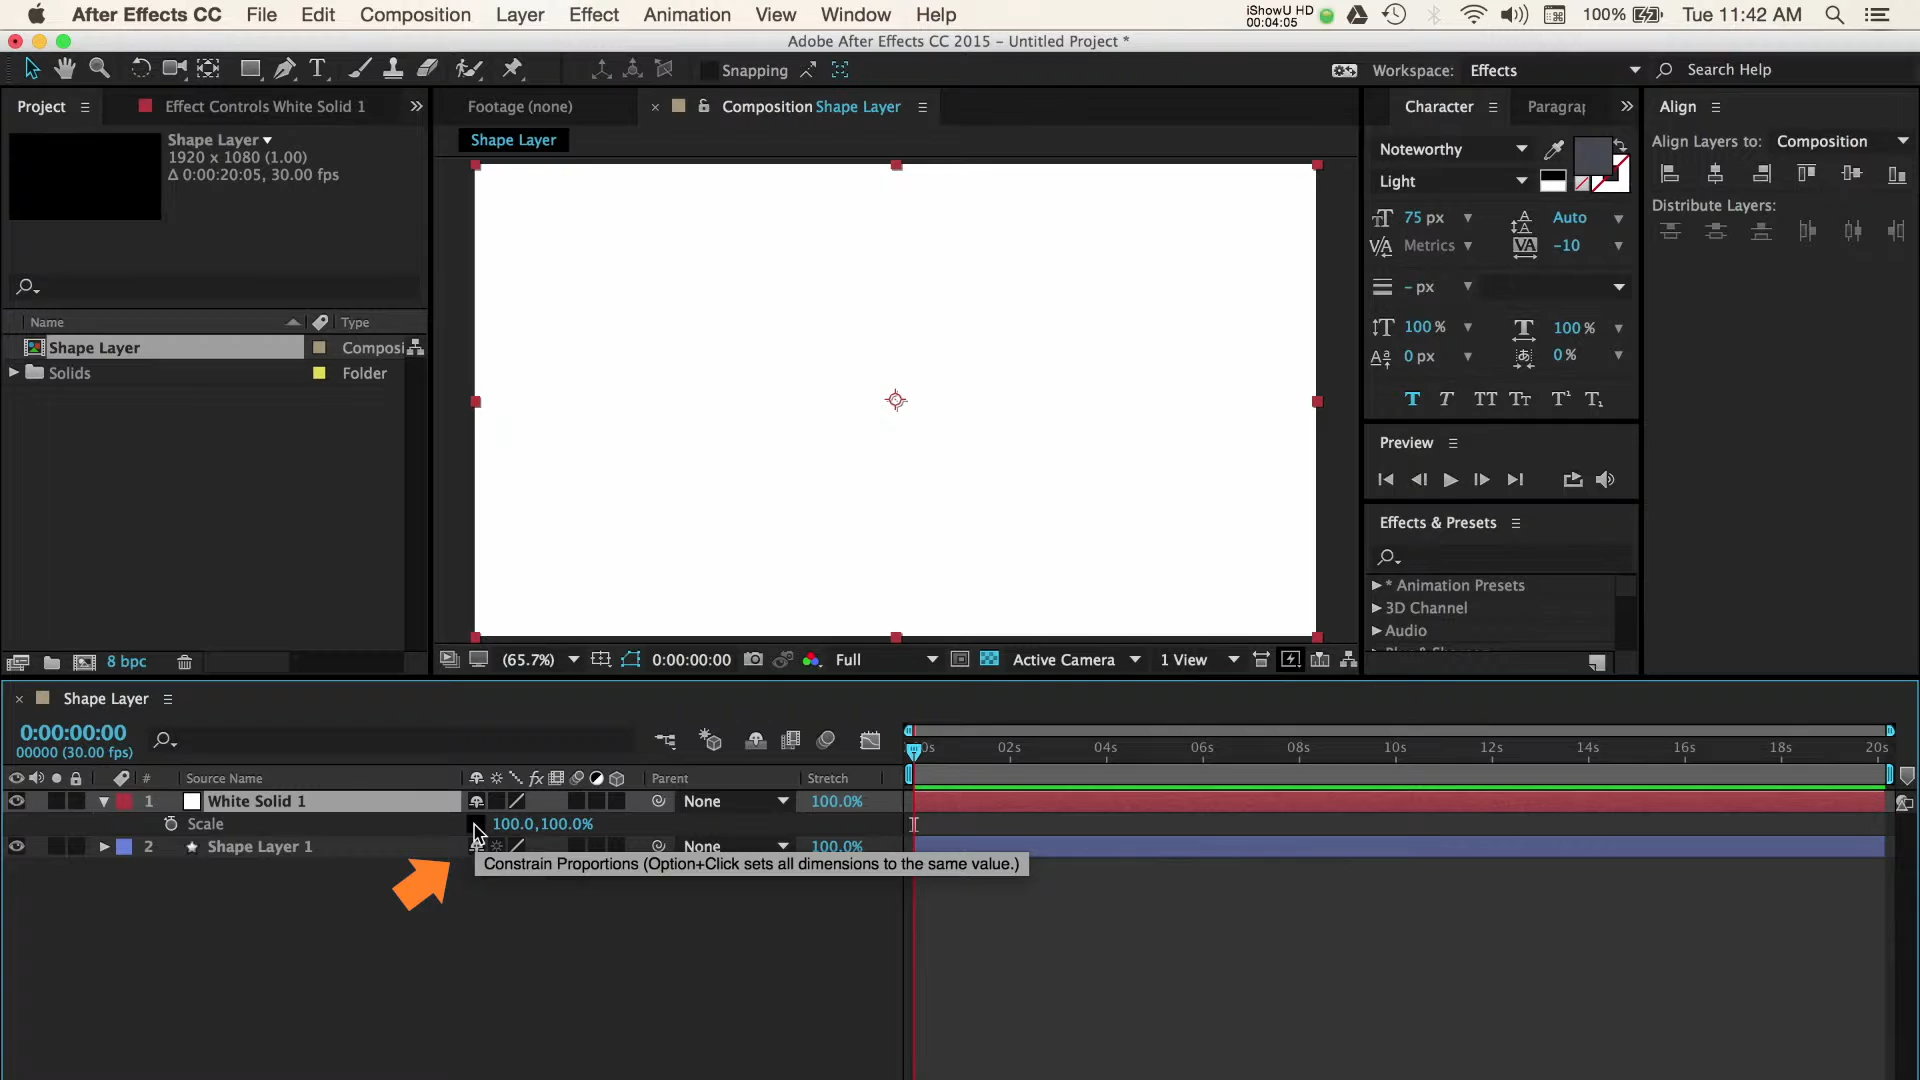 After Effects CC File Edit Composition Layer Effect Animation View Window Help iShowU HD 00:04:05 100% Tue 11:42 AM
Adobe After Effects CC 2015 - Untitled Project *
Snapping Workspace: Effects Search Help
Project Effect Controls White Solid 1 Footage (none) Composition Shape Layer Character Paragrap Align
Shape Layer
1920 x 1080 (1.00)
Δ 0:00:20:05, 30.00 fps
Shape Layer
Noteworthy
Light
Align Layers to: Composition
Distribute Layers:
75 px Auto
Metrics -10
- px
100 % 100 %
0 px 0 %
T T TT Tt T¹ T₁
Name Type
Shape Layer Composi
Solids Folder
Preview
Effects & Presets
* Animation Presets
3D Channel
Audio
8 bpc
(65.7%) 0:00:00:00 Full Active Camera 1 View
Shape Layer
0:00:00:00
00000 (30.00 fps)
0s 02s 04s 06s 08s 10s 12s 14s 16s 18s 20s
# Source Name fx Parent Stretch
1 White Solid 1 None 100.0%
Scale 100.0,100.0%
2 Shape Layer 1 None 100.0%
Constrain Proportions (Option+Click sets all dimensions to the same value.)